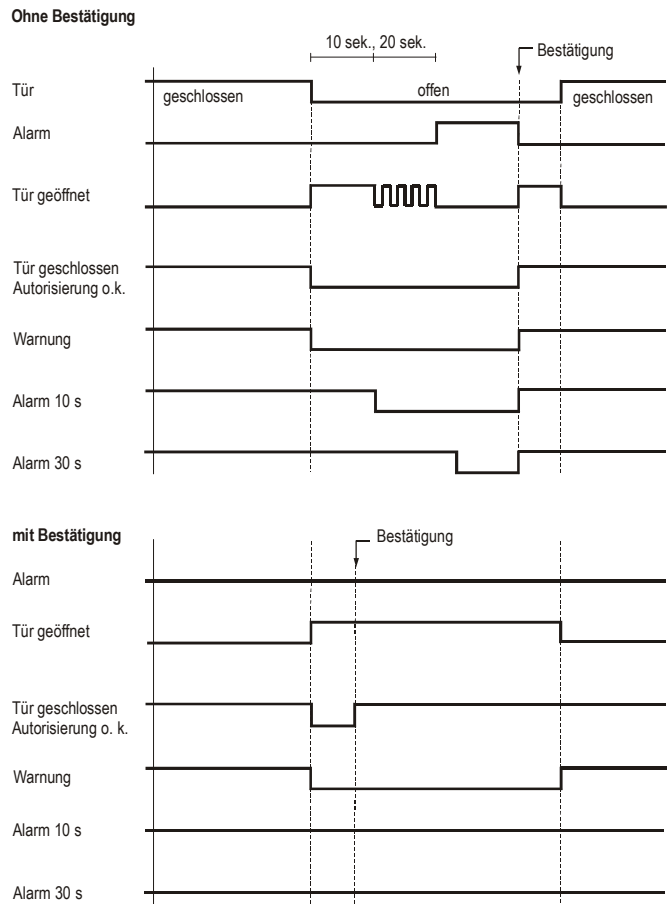 Ohne Bestätigung
10 sek., 20 sek.
Bestätigung
Tür
geschlossen
offen
geschlossen
Alarm
Tür geöffnet
Tür geschlossen
Autorisierung o.k.
Warnung
Alarm 10 s
Alarm 30 s
mit Bestätigung
Bestätigung
Alarm
Tür geöffnet
Tür geschlossen
Autorisierung o. k.
Warnung
Alarm 10 s
Alarm 30 s